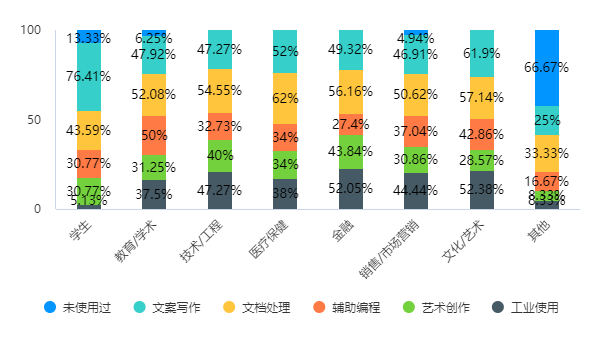 100
50
0
13.33% 6.25% 4.94%
76.41% 47.92% 47.27% 52% 49.32% 46.91% 61.9% 66.67%
43.59% 52.08% 54.55% 62% 56.16% 50.62% 57.14% 25%
30.77% 50% 32.73% 34% 27.4% 37.04% 42.86% 33.33%
30.77% 31.25% 40% 34% 43.84% 30.86% 28.57% 16.67%
5.13% 37.5% 47.27% 38% 52.05% 44.44% 52.38% 8.33%
8.33%
学生 教育/学术 技术/工程 医疗保健 金融 销售/市场营销 文化/艺术 其他
未使用过 文案写作 文档处理 辅助编程 艺术创作 工业使用